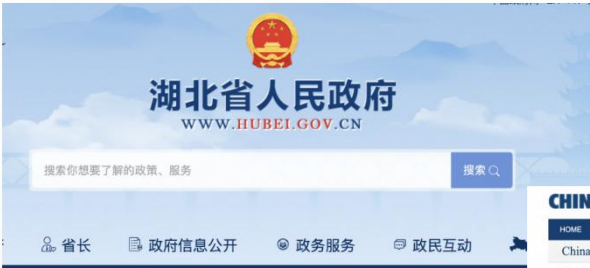 湖北省人民政府
WWW.HUBEI.GOV.CN
搜索你想要了解的政策、服务
搜索
省长
政府信息公开
政务服务
政民互动
CHIN
HOME
China